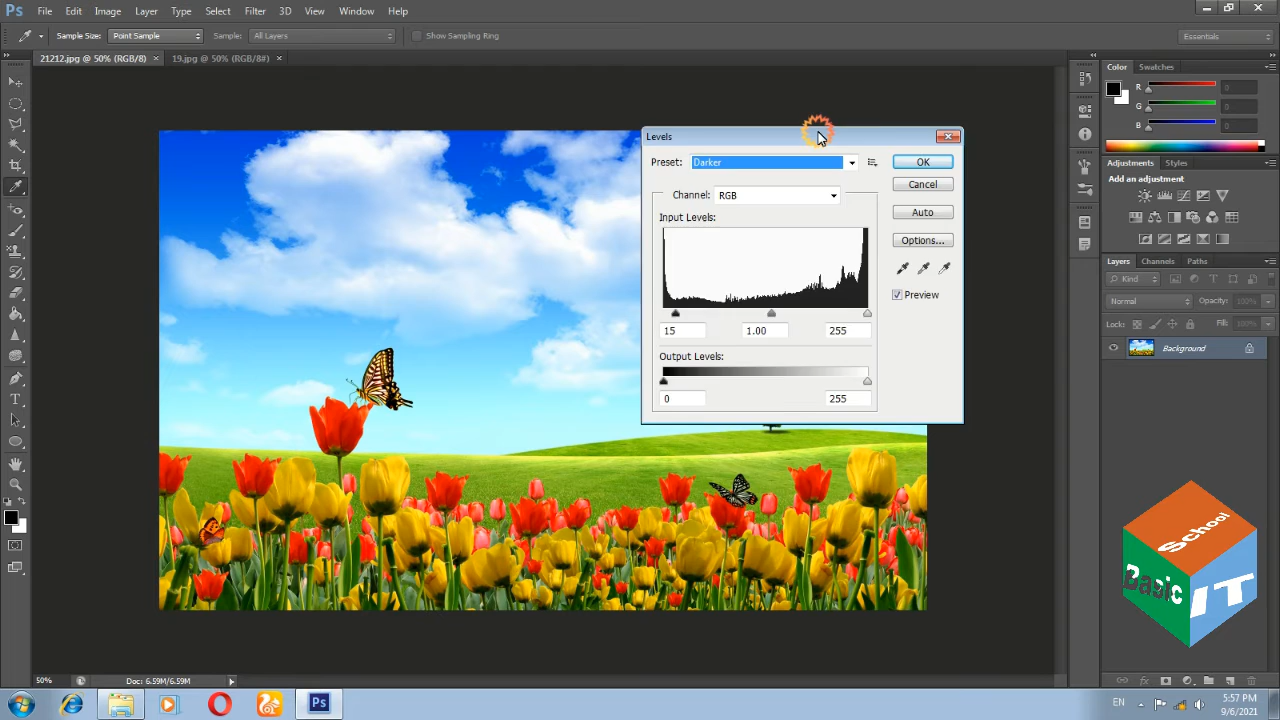 Ps File Edit Image Layer Type Select Filter 3D View Window Help
Sample Size: Point Sample Sample: All Layers Show Sampling Ring Essentials
21212.jpg @ 50% (RGB/8) × 19.jpg @ 50% (RGB/8#) ×
Color Swatches
R 0
G 0
B 0
Levels
Preset: Darker OK
Cancel
Channel: RGB
Auto
Input Levels:
Options...
Preview
15 1.00 255
Output Levels:
0 255
Adjustments Styles
Add an adjustment
Layers Channels Paths
Kind
Normal Opacity: 100%
Lock: Fill: 100%
Background
School
Basic
IT
50% Doc: 6.59M/6.59M
Ps
EN
5:57 PM
9/6/2021